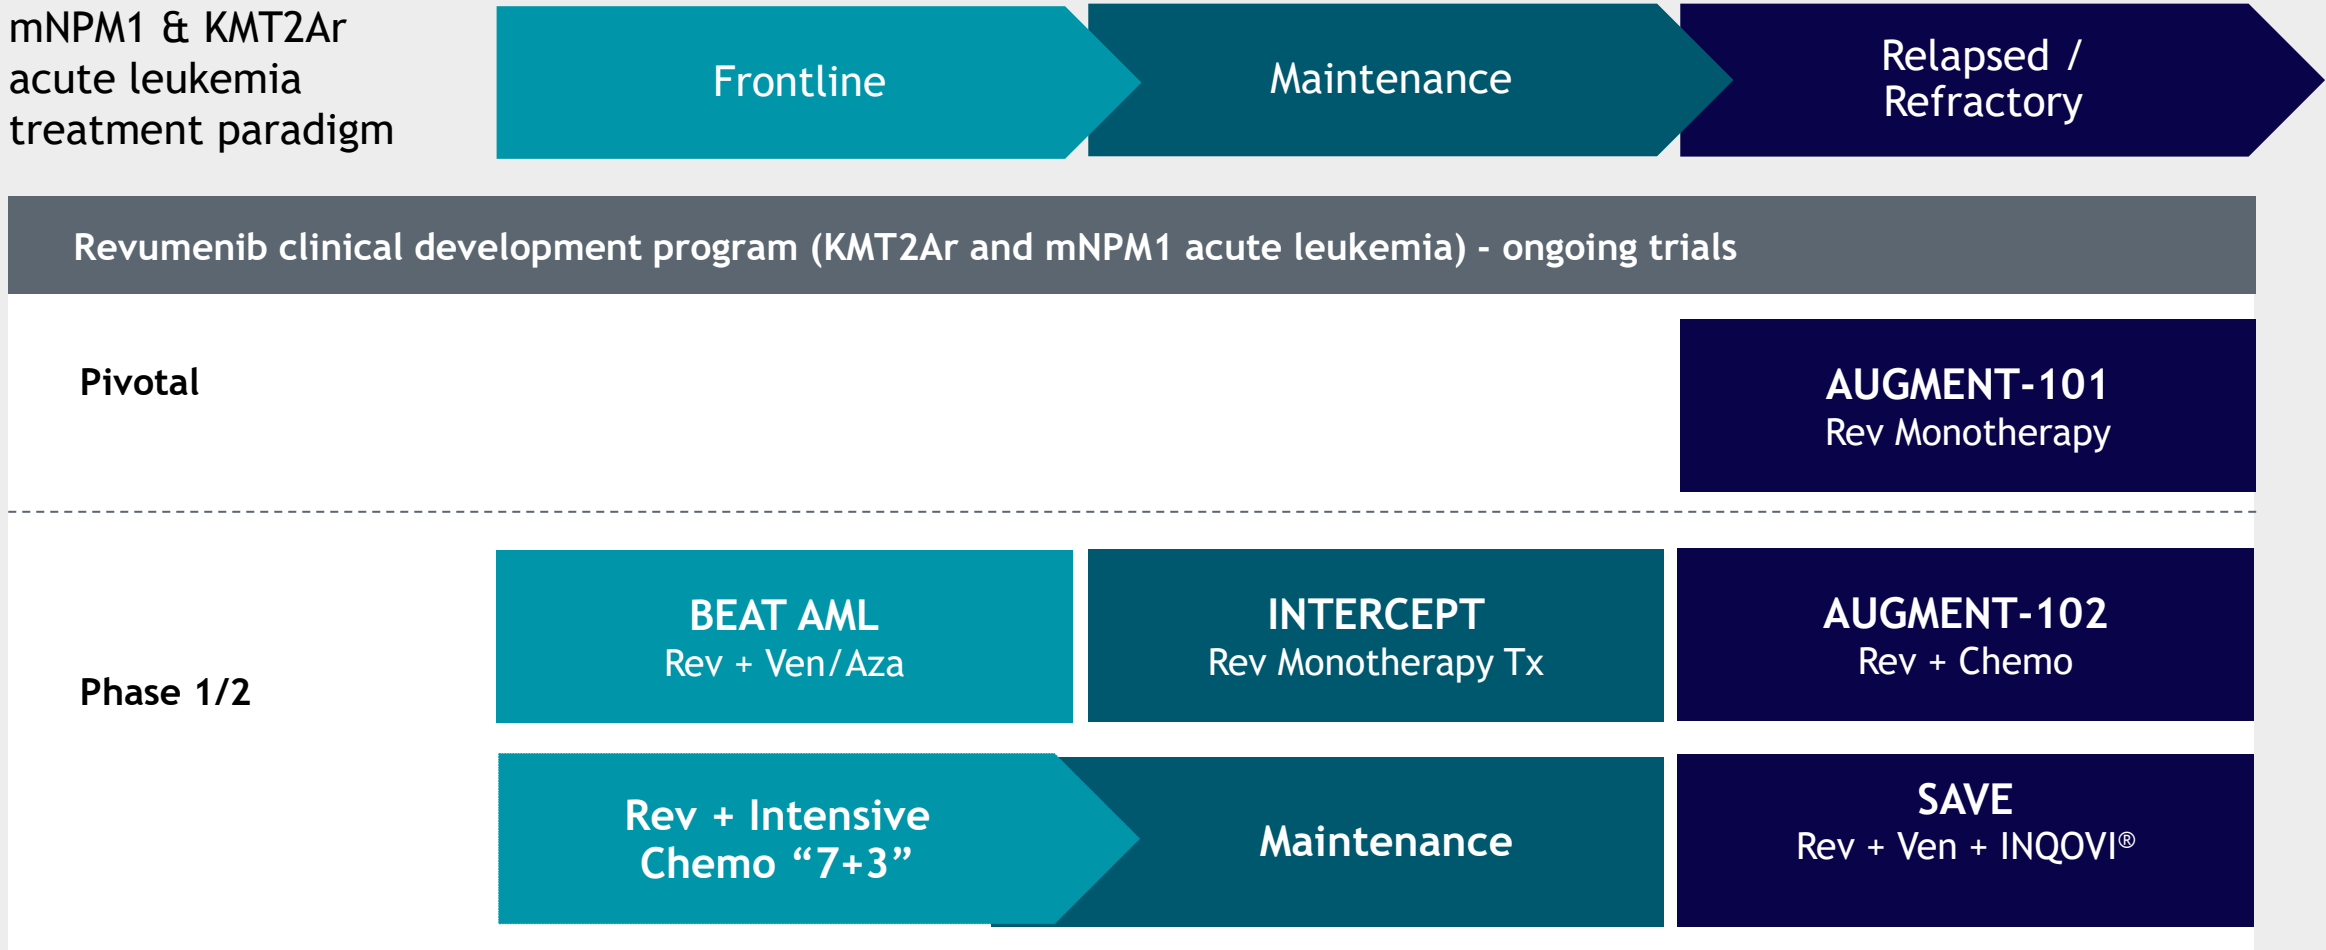 mNPM1 & KMT2Ar
acute leukemia
treatment paradigm
Frontline
Maintenance
Relapsed /
Refractory
Revumenib clinical development program (KMT2Ar and mNPM1 acute leukemia) - ongoing trials
Pivotal
AUGMENT-101
Rev Monotherapy
Phase 1/2
BEAT AML
Rev + Ven/Aza
INTERCEPT
Rev Monotherapy Tx
AUGMENT-102
Rev + Chemo
Rev + Intensive
Chemo “7+3”
Maintenance
SAVE
Rev + Ven + INQOVI®